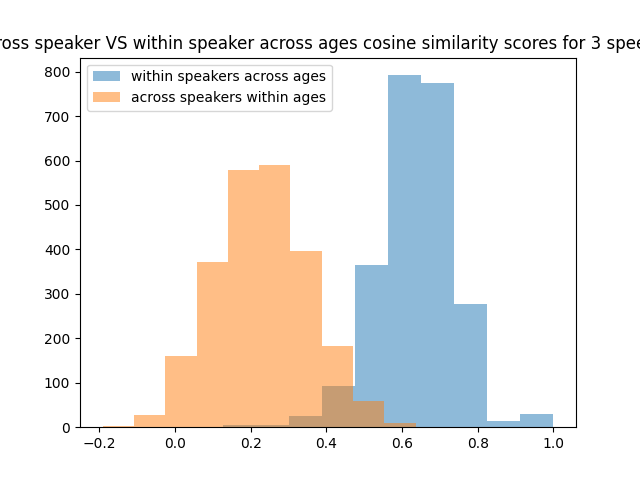 ross speaker VS within speaker across ages cosine similarity scores for 3 spee
within speakers across ages
across speakers within ages
800
700
600
500
400
300
200
100
0
−0.2 0.0 0.2 0.4 0.6 0.8 1.0